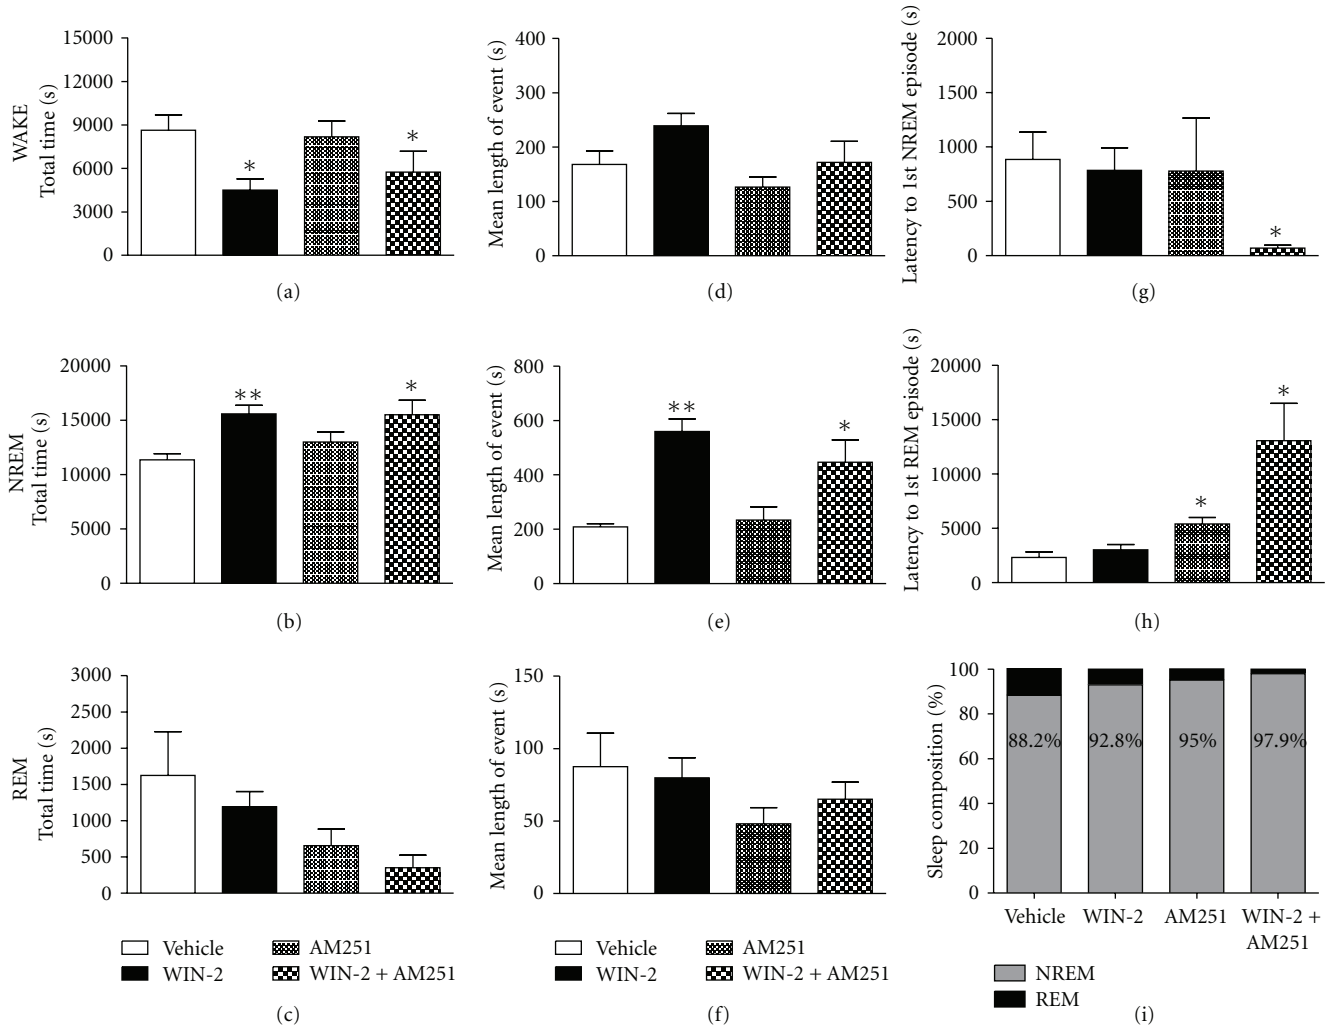 WAKE
Total time (s)
15000
12000
9000
6000
3000
0
*
*
(a)
Mean length of event (s)
400
300
200
100
0
(d)
Latency to 1st NREM episode (s)
2000
1500
1000
500
0
*
(g)
NREM
Total time (s)
20000
15000
10000
5000
0
**
*
(b)
Mean length of event (s)
800
600
400
200
0
**
*
(e)
Latency to 1st REM episode (s)
20000
15000
10000
5000
0
*
*
(h)
REM
Total time (s)
3000
2500
2000
1500
1000
500
0
Vehicle
WIN-2
AM251
WIN-2 + AM251
(c)
Mean length of event (s)
150
100
50
0
Vehicle
WIN-2
AM251
WIN-2 + AM251
(f)
Sleep composition (%)
100
80
60
40
20
0
88.2%
92.8%
95%
97.9%
Vehicle
WIN-2
AM251
WIN-2 +
AM251
NREM
REM
(i)